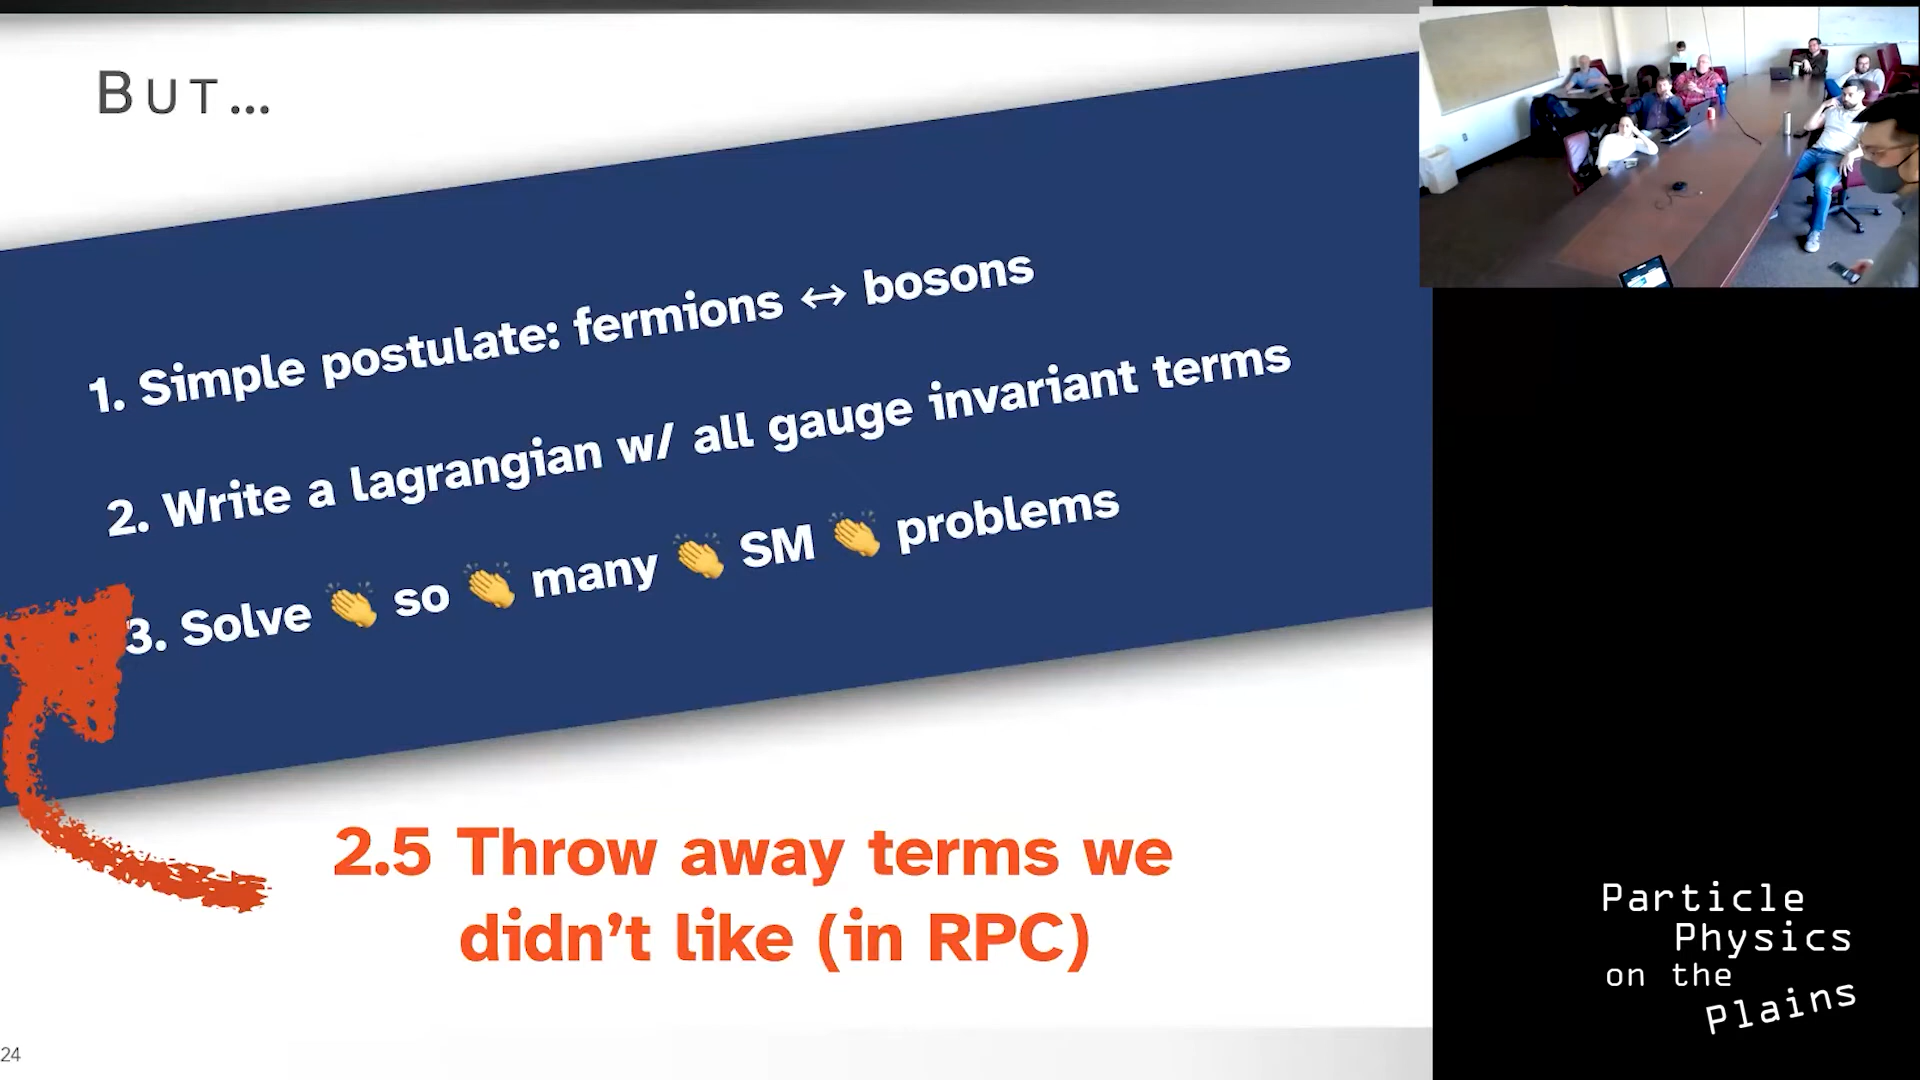 BUT...
1. Simple postulate: fermions ↔ bosons
2. Write a lagrangian w/ all gauge invariant terms
3. Solve 👏 so 👏 many 👏 SM 👏 problems
2.5 Throw away terms we
didn't like (in RPC)
24
Particle
Physics
on the
Plains